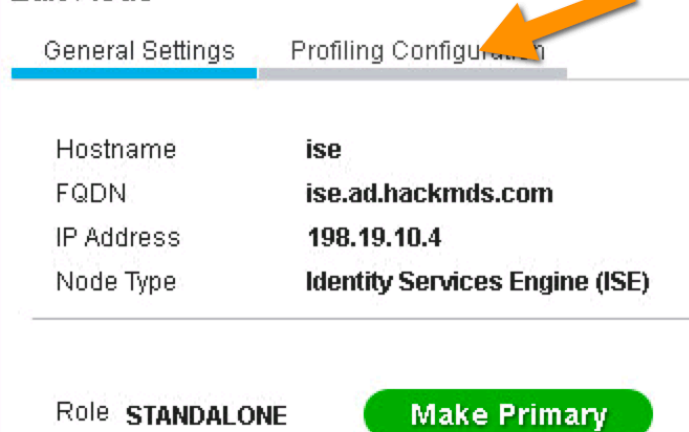 General Settings Profiling
Hostname ise
FQDN ise.ad.hackmds.com
IP Address 198.19.10.4
Node Type Identity Services Engine (ISE)
Role STANDALONE Make Primary